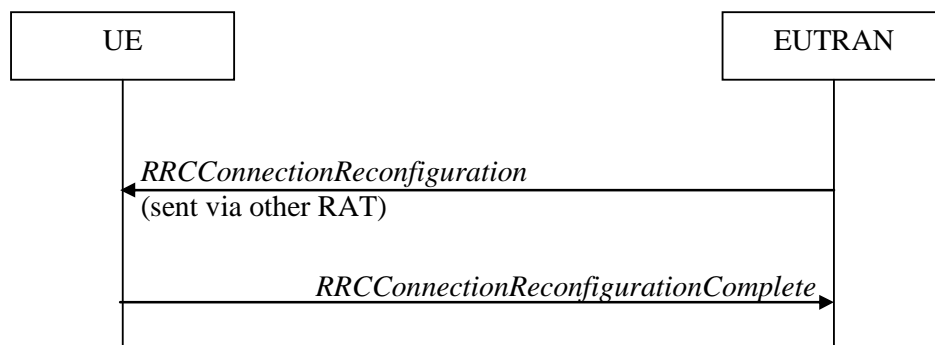 UE
EUTRAN
RRCConnectionReconfiguration
(sent via other RAT)
RRCConnectionReconfigurationComplete